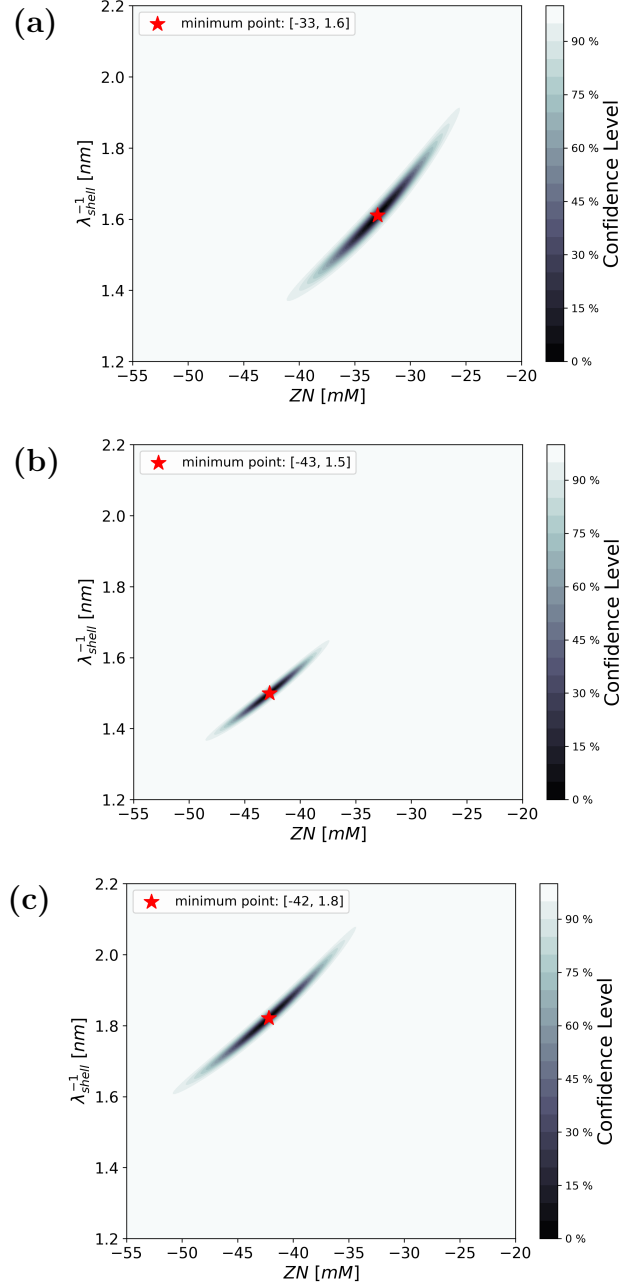 (a)
minimum point: [-33, 1.6]
2.2
2.0
1.8
1.6
1.4
1.2
λ⁻¹shell [nm]
−55 −50 −45 −40 −35 −30 −25 −20
ZN [mM]
90 %
75 %
60 %
45 %
30 %
15 %
0 %
Confidence Level
(b)
minimum point: [-43, 1.5]
2.2
2.0
1.8
1.6
1.4
1.2
λ⁻¹shell [nm]
−55 −50 −45 −40 −35 −30 −25 −20
ZN [mM]
90 %
75 %
60 %
45 %
30 %
15 %
0 %
Confidence Level
(c)
minimum point: [-42, 1.8]
2.2
2.0
1.8
1.6
1.4
1.2
λ⁻¹shell [nm]
−55 −50 −45 −40 −35 −30 −25 −20
ZN [mM]
90 %
75 %
60 %
45 %
30 %
15 %
0 %
Confidence Level